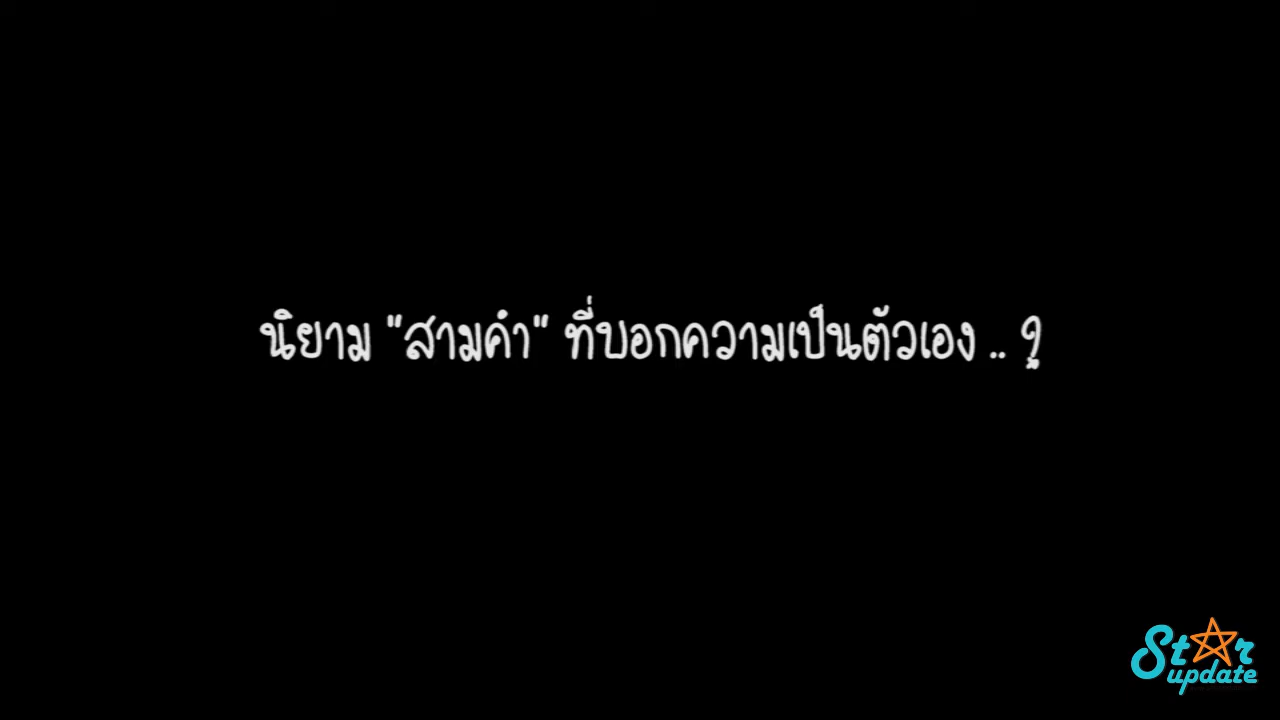 นิยาม "สามคำ" ที่บอกความเป็นตัวเอง .. ?
Star
update